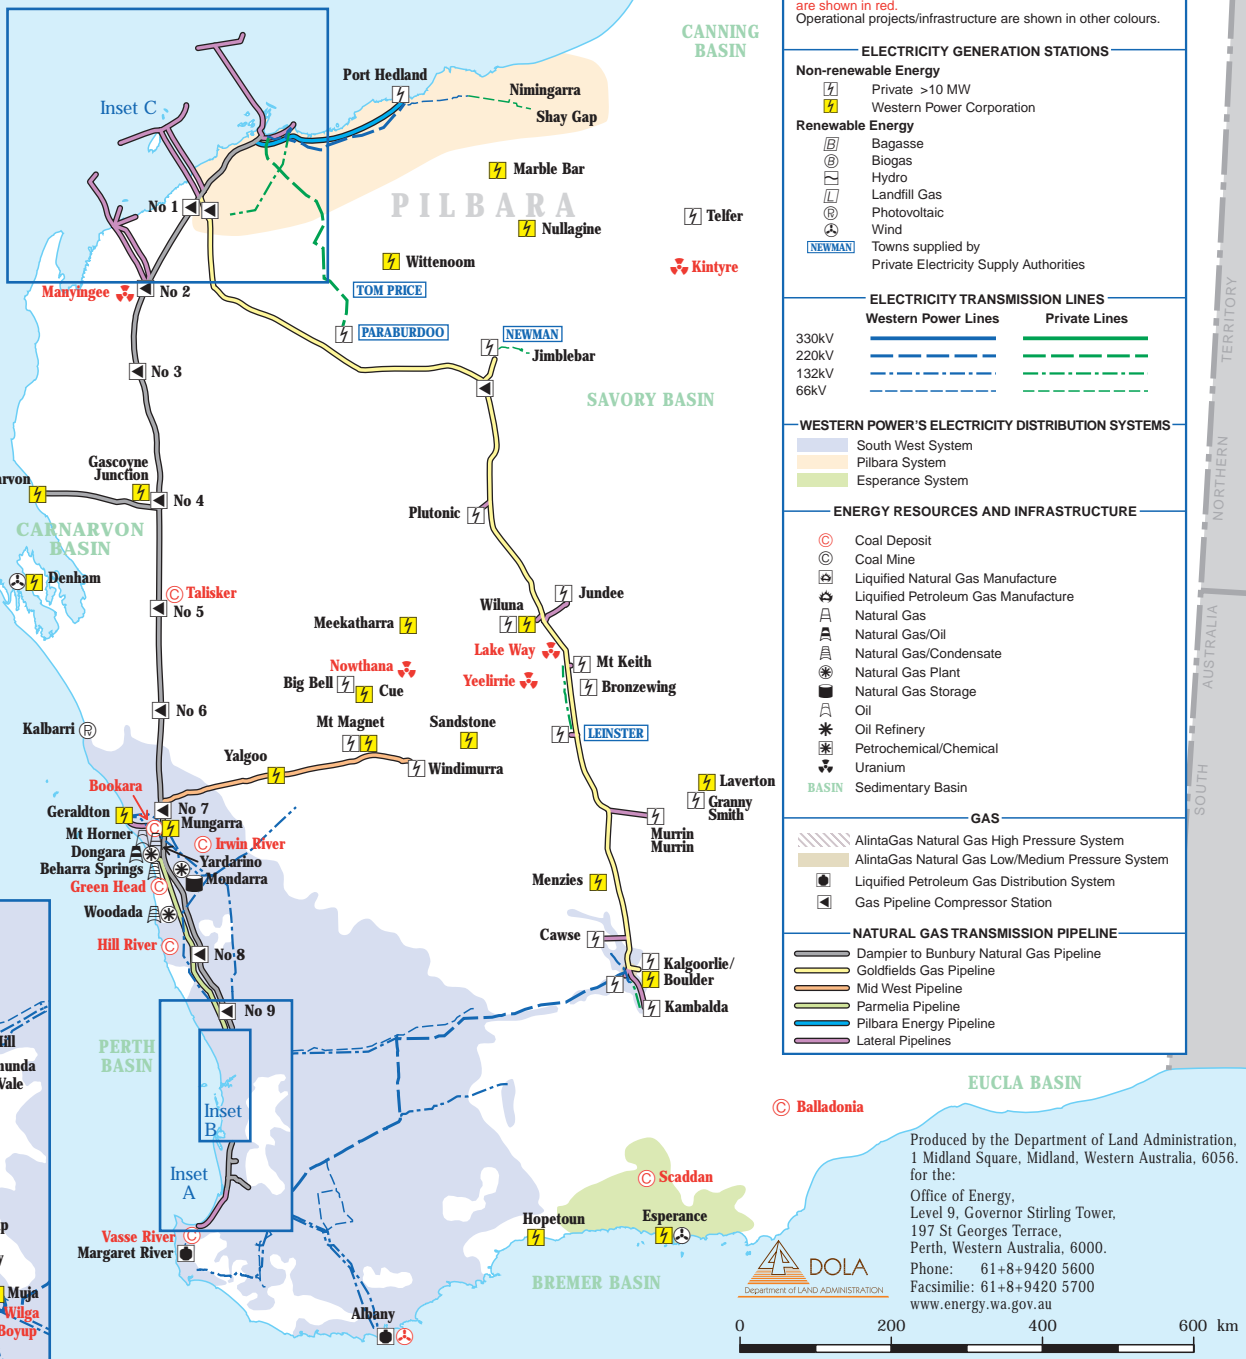 are shown in red.
Operational projects/infrastructure are shown in other colours.
ELECTRICITY GENERATION STATIONS
Non-renewable Energy
Private >10 MW
Western Power Corporation
Renewable Energy
B Bagasse
B Biogas
Hydro
L Landfill Gas
R Photovoltaic
Wind
NEWMAN Towns supplied by
Private Electricity Supply Authorities
ELECTRICITY TRANSMISSION LINES
Western Power Lines Private Lines
330kV
220kV
132kV
66kV
WESTERN POWER'S ELECTRICITY DISTRIBUTION SYSTEMS
South West System
Pilbara System
Esperance System
ENERGY RESOURCES AND INFRASTRUCTURE
C Coal Deposit
C Coal Mine
Liquified Natural Gas Manufacture
Liquified Petroleum Gas Manufacture
Natural Gas
Natural Gas/Oil
Natural Gas/Condensate
Natural Gas Plant
Natural Gas Storage
Oil
Oil Refinery
Petrochemical/Chemical
Uranium
BASIN Sedimentary Basin
GAS
AlintaGas Natural Gas High Pressure System
AlintaGas Natural Gas Low/Medium Pressure System
Liquified Petroleum Gas Distribution System
Gas Pipeline Compressor Station
NATURAL GAS TRANSMISSION PIPELINE
Dampier to Bunbury Natural Gas Pipeline
Goldfields Gas Pipeline
Mid West Pipeline
Parmelia Pipeline
Pilbara Energy Pipeline
Lateral Pipelines
CANNING
BASIN
Port Hedland
Nimingarra
Shay Gap
Inset C
Marble Bar
PILBARA
No 1
Telfer
Nullagine
Wittenoom
Kintyre
Manyingee
No 2
TOM PRICE
PARABURDOO
NEWMAN
Jimblebar
No 3
SAVORY BASIN
Gascoyne
Junction
rvon
No 4
Plutonic
CARNARVON
BASIN
Denham
C Talisker
No 5
Jundee
Wiluna
Meekatharra
Lake Way
Mt Keith
Nowthana
Yeelirrie
Bronzewing
Big Bell
Cue
No 6
Kalbarri R
Mt Magnet
Sandstone
LEINSTER
Yalgoo
Windimurra
Laverton
Granny
Smith
Bookara
No 7
Geraldton
Mungarra
C
Murrin
Murrin
Mt Horner
C Irwin River
Dongara
Yardarino
Beharra Springs
Mondarra
Green Head C
Menzies
Woodada
Hill River C
No 8
Cawse
Kalgoorlie/
Boulder
Kambalda
No 9
PERTH
BASIN
Inset
B
Inset
A
ill
unda
Vale
EUCLA BASIN
C Balladonia
C Scaddan
Vasse River C
Margaret River
Hopetoun
Esperance
BREMER BASIN
Albany
p
y
Muja
Wilga
Boyup
NORTHERN TERRITORY
SOUTH AUSTRALIA
Produced by the Department of Land Administration,
1 Midland Square, Midland, Western Australia, 6056.
for the:
Office of Energy,
Level 9, Governor Stirling Tower,
197 St Georges Terrace,
Perth, Western Australia, 6000.
Phone: 61+8+9420 5600
Facsimilie: 61+8+9420 5700
www.energy.wa.gov.au
DOLA
Department of LAND ADMINISTRATION
0 200 400 600 km